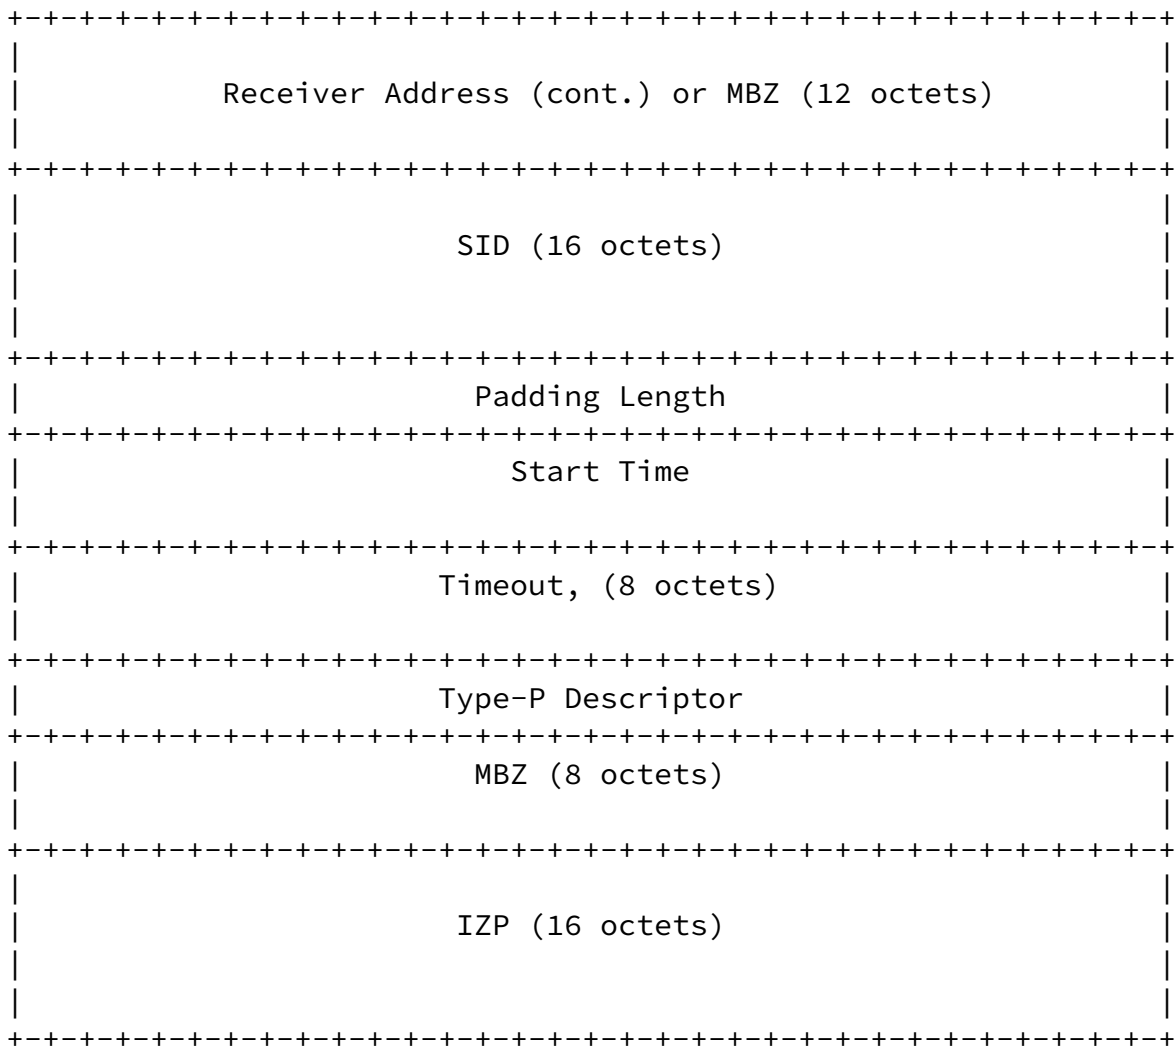 +-+-+-+-+-+-+-+-+-+-+-+-+-+-+-+-+-+-+-+-+-+-+-+-+-+-+-+-+-+-+-+-+
|                                                               |
|           Receiver Address (cont.) or MBZ (12 octets)         |
|                                                               |
+-+-+-+-+-+-+-+-+-+-+-+-+-+-+-+-+-+-+-+-+-+-+-+-+-+-+-+-+-+-+-+-+
|                                                               |
|                        SID (16 octets)                        |
|                                                               |
|                                                               |
+-+-+-+-+-+-+-+-+-+-+-+-+-+-+-+-+-+-+-+-+-+-+-+-+-+-+-+-+-+-+-+-+
|                         Padding Length                        |
+-+-+-+-+-+-+-+-+-+-+-+-+-+-+-+-+-+-+-+-+-+-+-+-+-+-+-+-+-+-+-+-+
|                           Start Time                          |
|                                                               |
+-+-+-+-+-+-+-+-+-+-+-+-+-+-+-+-+-+-+-+-+-+-+-+-+-+-+-+-+-+-+-+-+
|                       Timeout, (8 octets)                     |
|                                                               |
+-+-+-+-+-+-+-+-+-+-+-+-+-+-+-+-+-+-+-+-+-+-+-+-+-+-+-+-+-+-+-+-+
|                       Type-P Descriptor                       |
+-+-+-+-+-+-+-+-+-+-+-+-+-+-+-+-+-+-+-+-+-+-+-+-+-+-+-+-+-+-+-+-+
|                         MBZ (8 octets)                        |
|                                                               |
+-+-+-+-+-+-+-+-+-+-+-+-+-+-+-+-+-+-+-+-+-+-+-+-+-+-+-+-+-+-+-+-+
|                                                               |
|                        IZP (16 octets)                        |
|                                                               |
|                                                               |
+-+-+-+-+-+-+-+-+-+-+-+-+-+-+-+-+-+-+-+-+-+-+-+-+-+-+-+-+-+-+-+-+